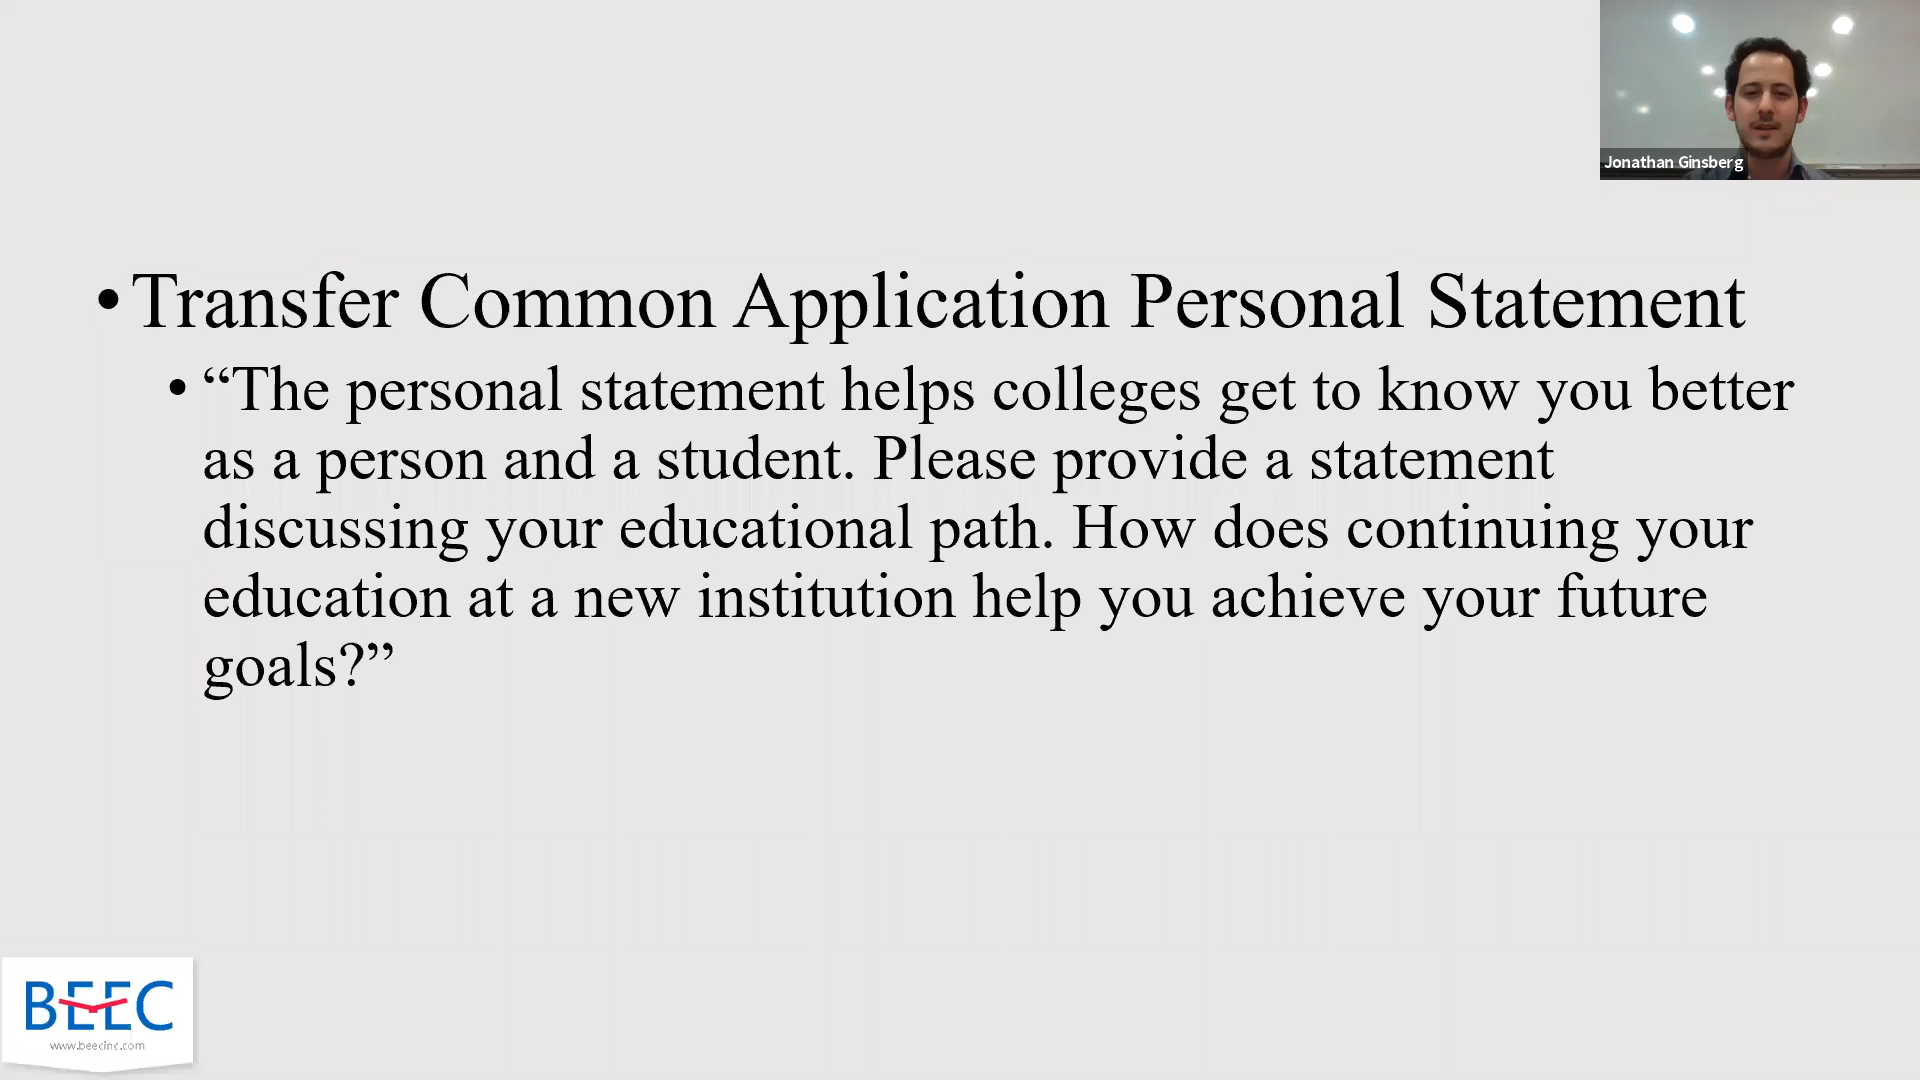 Jonathan Ginsberg
•Transfer Common Application Personal Statement
• “The personal statement helps colleges get to know you better
as a person and a student. Please provide a statement
discussing your educational path. How does continuing your
education at a new institution help you achieve your future
goals?”
BEEC
www.beecinc.com